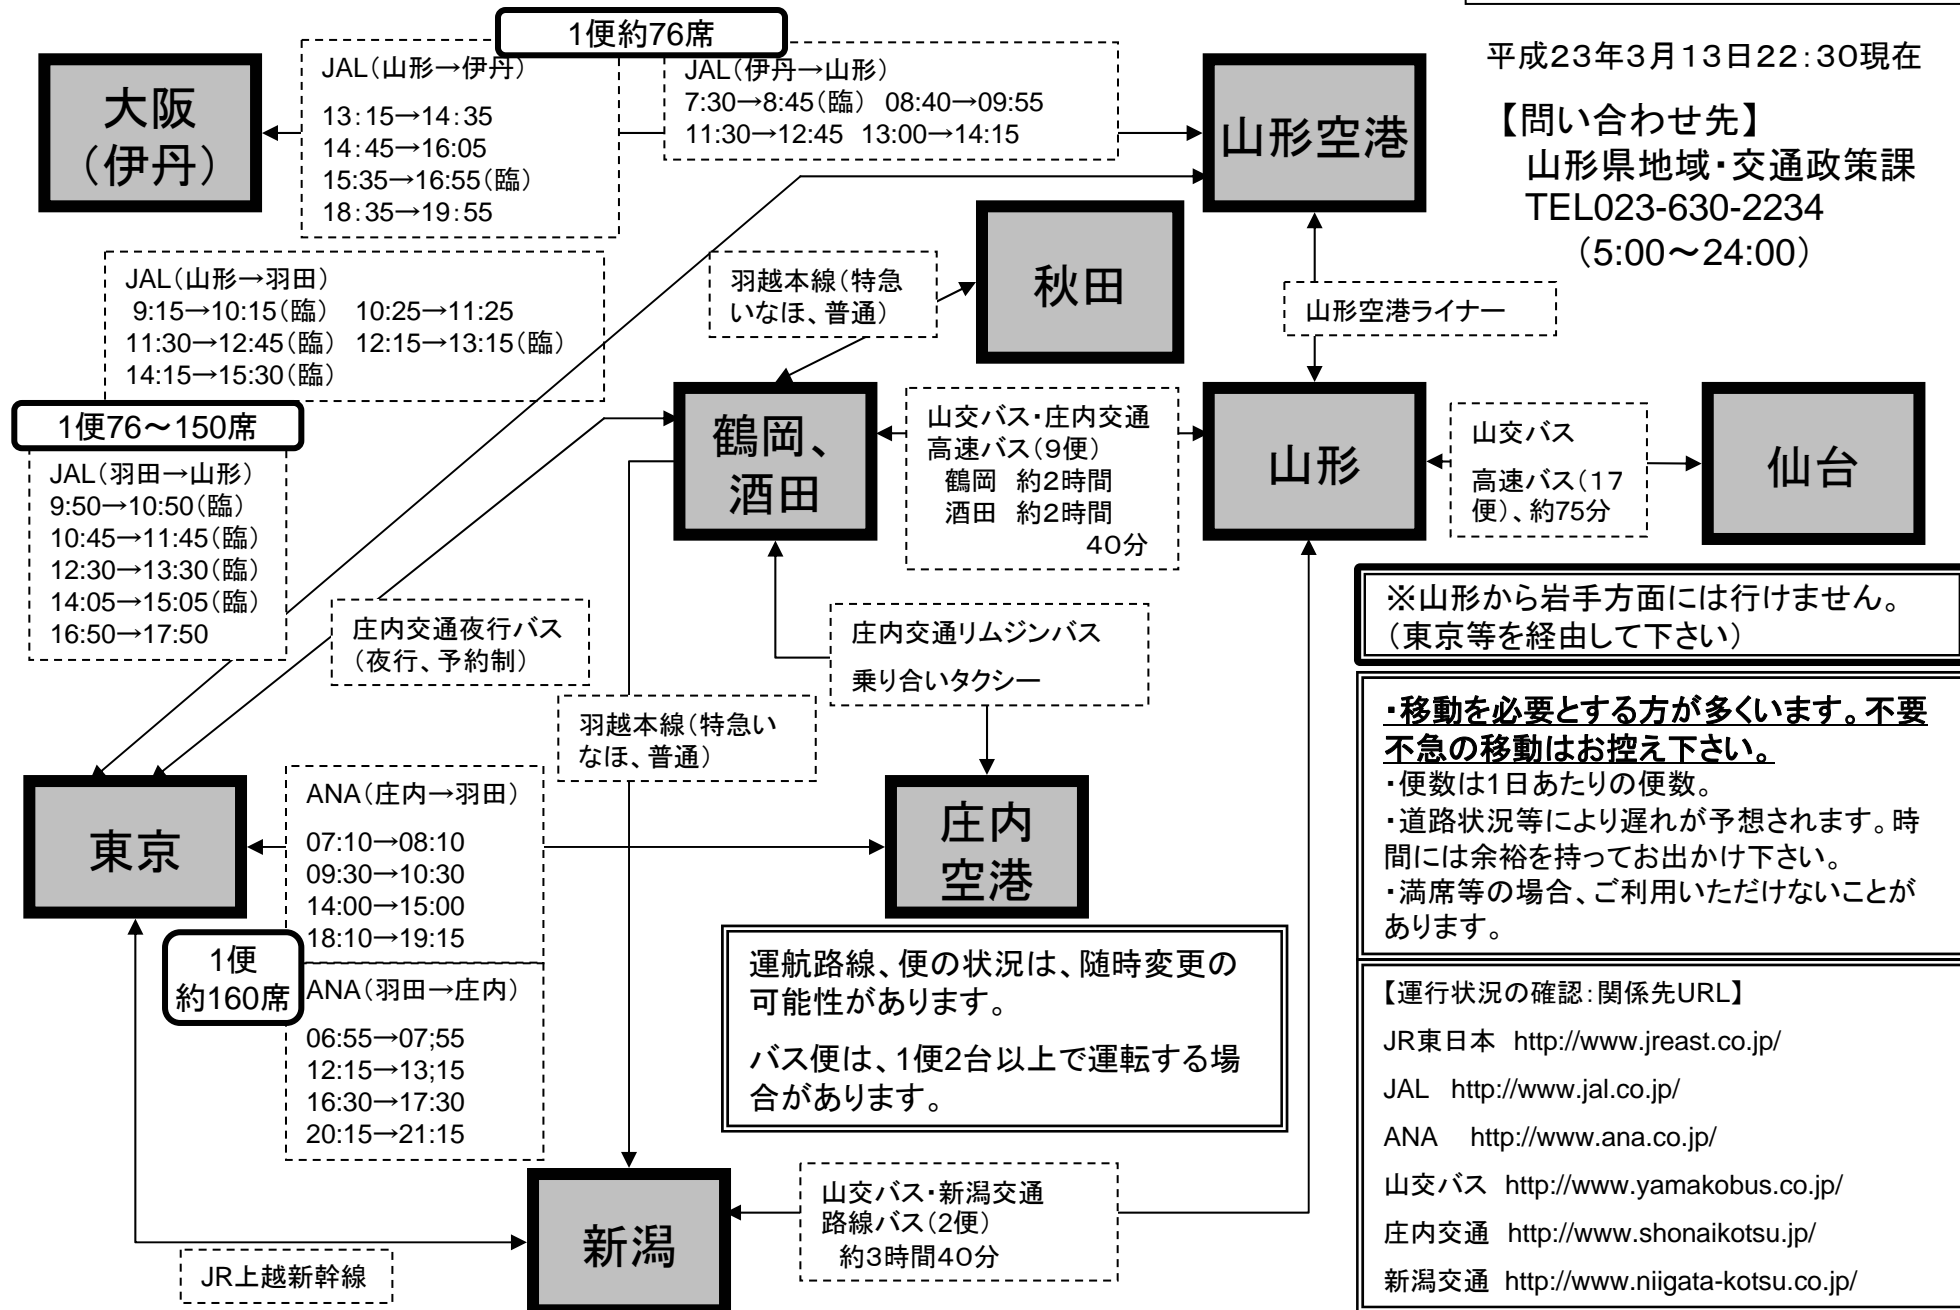 1便約76席
平成23年3月13日22:30現在
大阪
(伊丹)
JAL(山形→伊丹)
13:15→14:35
14:45→16:05
15:35→16:55(臨)
18:35→19:55
JAL(伊丹→山形)
7:30→8:45(臨) 08:40→09:55
11:30→12:45 13:00→14:15
山形空港
【問い合わせ先】
山形県地域・交通政策課
TEL023-630-2234
(5:00~24:00)
JAL(山形→羽田)
9:15→10:15(臨) 10:25→11:25
11:30→12:45(臨) 12:15→13:15(臨)
14:15→15:30(臨)
羽越本線(特急
いなほ、普通)
秋田
山形空港ライナー
1便76~150席
JAL(羽田→山形)
9:50→10:50(臨)
10:45→11:45(臨)
12:30→13:30(臨)
14:05→15:05(臨)
16:50→17:50
鶴岡、
酒田
山交バス・庄内交通
高速バス(9便)
鶴岡 約2時間
酒田 約2時間
40分
山形
山交バス
高速バス(17
便)、約75分
仙台
庄内交通夜行バス
(夜行、予約制)
庄内交通リムジンバス
乗り合いタクシー
※山形から岩手方面には行けません。
(東京等を経由して下さい)
羽越本線(特急い
なほ、普通)
・移動を必要とする方が多くいます。不要
不急の移動はお控え下さい。
・便数は1日あたりの便数。
・道路状況等により遅れが予想されます。時
間には余裕を持ってお出かけ下さい。
・満席等の場合、ご利用いただけないことが
あります。
東京
ANA(庄内→羽田)
07:10→08:10
09:30→10:30
14:00→15:00
18:10→19:15
庄内
空港
1便
約160席
ANA(羽田→庄内)
06:55→07;55
12:15→13;15
16:30→17:30
20:15→21:15
運航路線、便の状況は、随時変更の
可能性があります。
バス便は、1便2台以上で運転する場
合があります。
【運行状況の確認:関係先URL】
JR東日本 http://www.jreast.co.jp/
JAL http://www.jal.co.jp/
ANA http://www.ana.co.jp/
山交バス http://www.yamakobus.co.jp/
庄内交通 http://www.shonaikotsu.jp/
新潟交通 http://www.niigata-kotsu.co.jp/
新潟
山交バス・新潟交通
路線バス(2便)
約3時間40分
JR上越新幹線